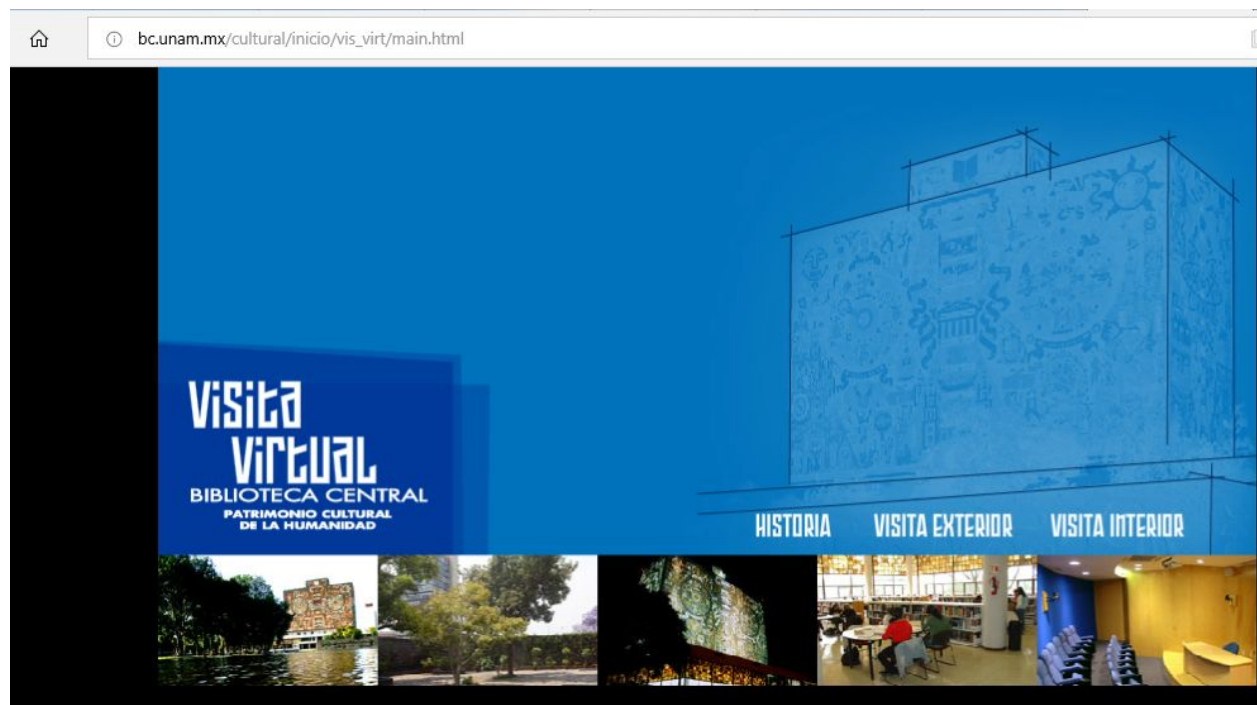 bc.unam.mx/cultural/inicio/vis_virt/main.html
Visita
Virtual
BIBLIOTECA CENTRAL
PATRIMONIO CULTURAL
DE LA HUMANIDAD
HISTORIA VISITA EXTERIOR VISITA INTERIOR